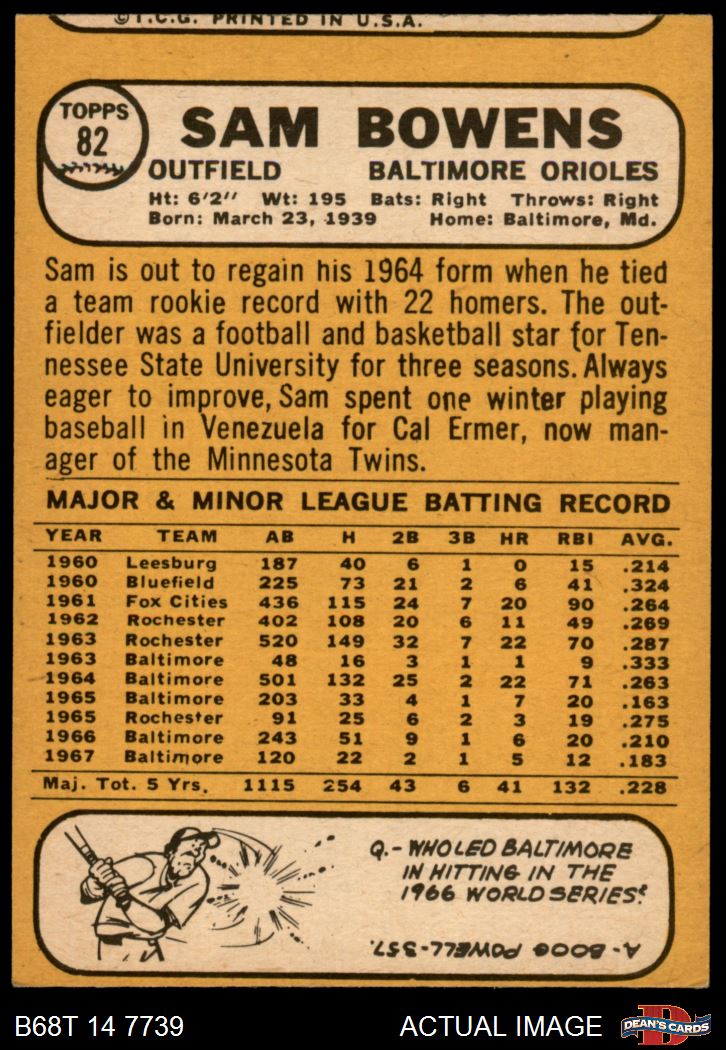 ©T.C.G. PRINTED IN U.S.A.
TOPPS
82
SAM BOWENS
OUTFIELD BALTIMORE ORIOLES
Ht: 6'2" Wt: 195 Bats: Right Throws: Right
Born: March 23, 1939 Home: Baltimore, Md.
Sam is out to regain his 1964 form when he tied
a team rookie record with 22 homers. The out-
fielder was a football and basketball star for Ten-
nessee State University for three seasons. Always
eager to improve, Sam spent one winter playing
baseball in Venezuela for Cal Ermer, now man-
ager of the Minnesota Twins.
MAJOR & MINOR LEAGUE BATTING RECORD
YEAR TEAM AB H 2B 3B HR RBI AVG.
1960 Leesburg 187 40 6 1 0 15 .214
1960 Bluefield 225 73 21 2 6 41 .324
1961 Fox Cities 436 115 24 7 20 90 .264
1962 Rochester 402 108 20 6 11 49 .269
1963 Rochester 520 149 32 7 22 70 .287
1963 Baltimore 48 16 3 1 1 9 .333
1964 Baltimore 501 132 25 2 22 71 .263
1965 Baltimore 203 33 4 1 7 20 .163
1965 Rochester 91 25 6 2 3 19 .275
1966 Baltimore 243 51 9 1 6 20 .210
1967 Baltimore 120 22 2 1 5 12 .183
Maj. Tot. 5 Yrs. 1115 254 43 6 41 132 .228
Q.- WHO LED BALTIMORE
IN HITTING IN THE
1966 WORLD SERIES?
A- BOOG POWELL-.357.
B68T 14 7739 ACTUAL IMAGE
D
DEAN'S CARDS